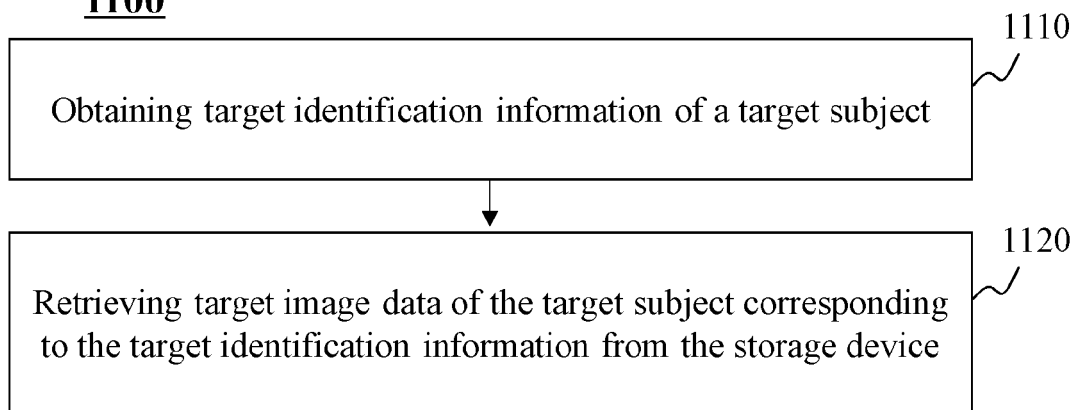 1100
1110
Obtaining target identification information of a target subject
1120
Retrieving target image data of the target subject corresponding
to the target identification information from the storage device